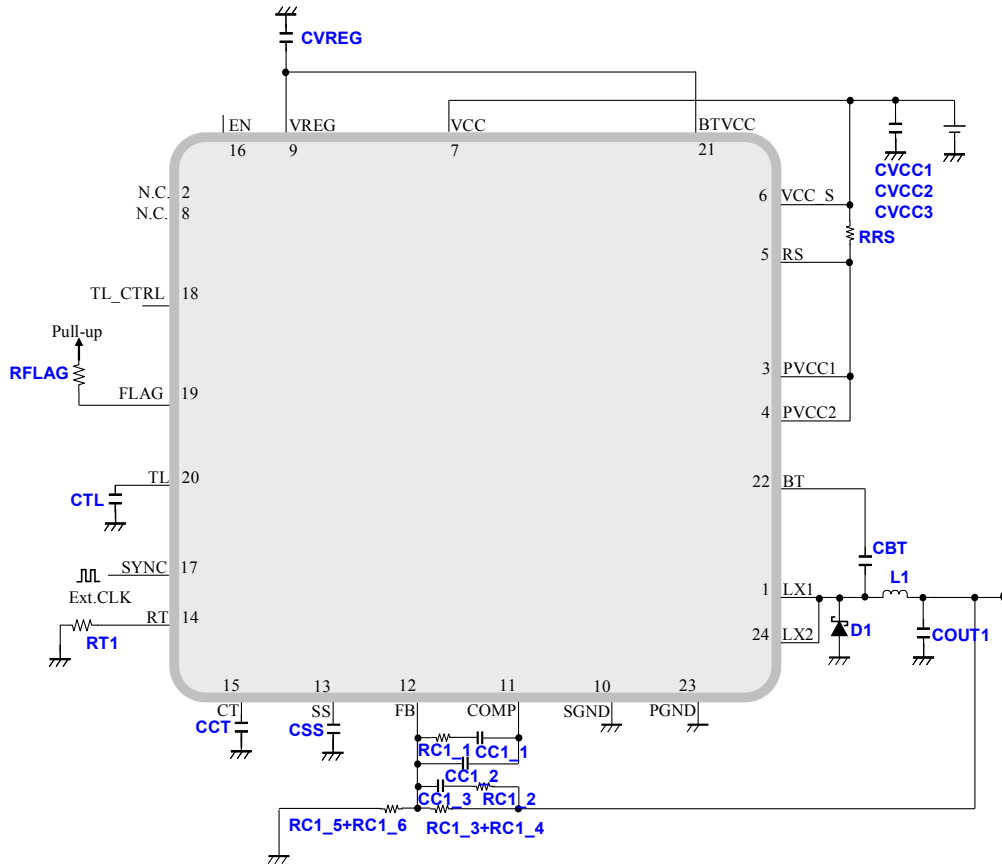 CVREG
EN
VREG
VCC
BTVCC
16
9
7
21
CVCC1
CVCC2
CVCC3
N.C.
2
N.C.
8
6
VCC_S
RRS
5
RS
TL_CTRL
18
Pull-up
RFLAG
FLAG
19
3
PVCC1
4
PVCC2
TL
20
CTL
22
BT
CBT
SYNC
17
Ext.CLK
L1
1
LX1
RT
14
RT1
D1
COUT1
24
LX2
15
13
12
11
10
23
CT
SS
FB
COMP
SGND
PGND
CCT
CSS
RC1_1
CC1_1
CC1_2
CC1_3
RC1_2
RC1_5+RC1_6
RC1_3+RC1_4